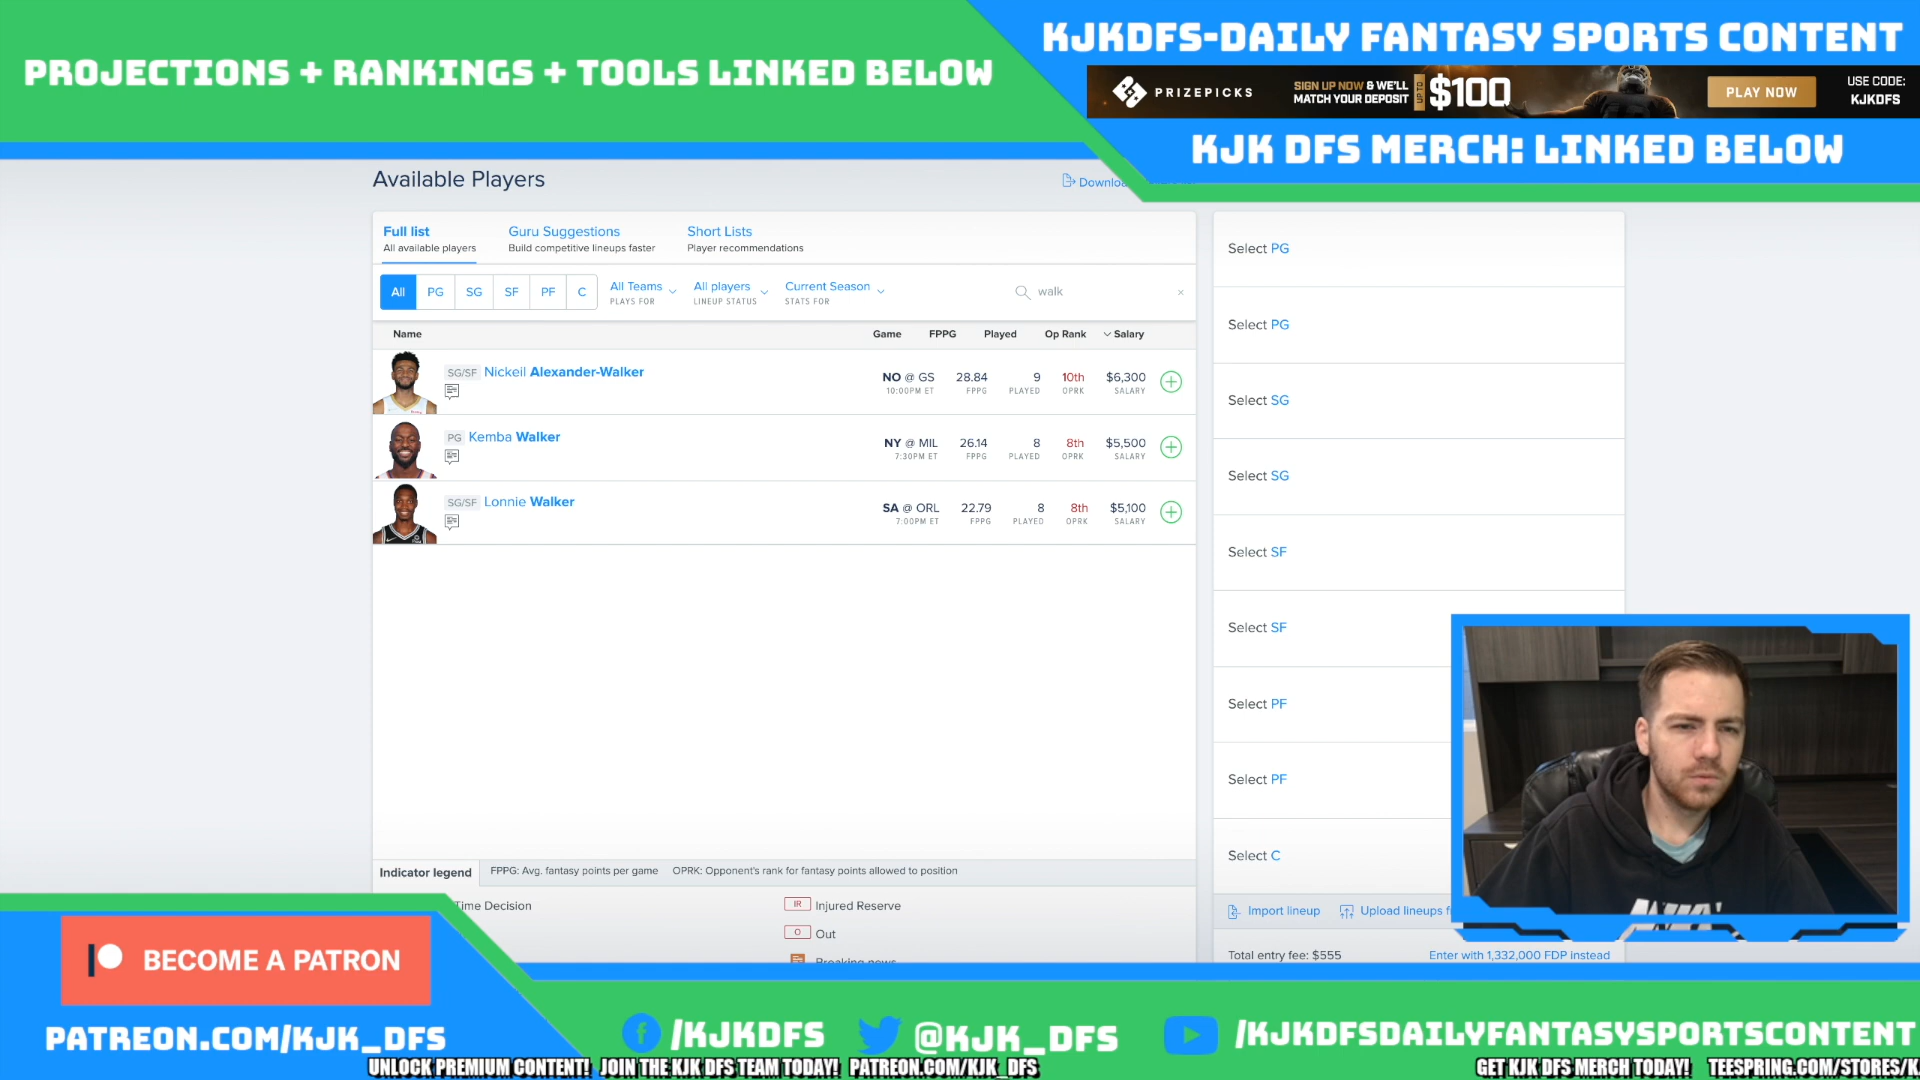 PROJECTIONS + RANKINGS + TOOLS LINKED BELOW
KJKDFS-DAILY FANTASY SPORTS CONTENT
PRIZEPICKS
SIGN UP NOW & WE'LL
MATCH YOUR DEPOSIT
UP TO
$100
PLAY NOW
USE CODE:
KJKDFS
KJK DFS MERCH: LINKED BELOW
Available Players
Full list
All available players
Guru Suggestions
Build competitive lineups faster
Short Lists
Player recommendations
All PG SG SF PF C
All Teams
PLAYS FOR
All players
LINEUP STATUS
Current Season
STATS FOR
walk
×
Name Game FPPG Played Op Rank Salary
SG/SF Nickeil Alexander-Walker
NO @ GS 28.84 9 10th $6,300
10:00PM ET FPPG PLAYED OPRK SALARY
PG Kemba Walker
NY @ MIL 26.14 8 8th $5,500
7:30PM ET FPPG PLAYED OPRK SALARY
SG/SF Lonnie Walker
SA @ ORL 22.79 8 8th $5,100
7:00PM ET FPPG PLAYED OPRK SALARY
Indicator legend
FPPG: Avg. fantasy points per game OPRK: Opponent's rank for fantasy points allowed to position
Time Decision
IR Injured Reserve
O Out
Breaking news
Select PG
Select PG
Select SG
Select SG
Select SF
Select SF
Select PF
Select PF
Select C
Import lineup
Upload lineups
Total entry fee: $555
Enter with 1,332,000 FDP instead
BECOME A PATRON
PATREON.COM/KJK_DFS
/KJKDFS
@KJK_DFS
/KJKDFSDAILYFANTASYSPORTSCONTENT
UNLOCK PREMIUM CONTENT! JOIN THE KJK DFS TEAM TODAY! PATREON.COM/KJK_DFS
GET KJK DFS MERCH TODAY! TEESPRING.COM/STORES/K